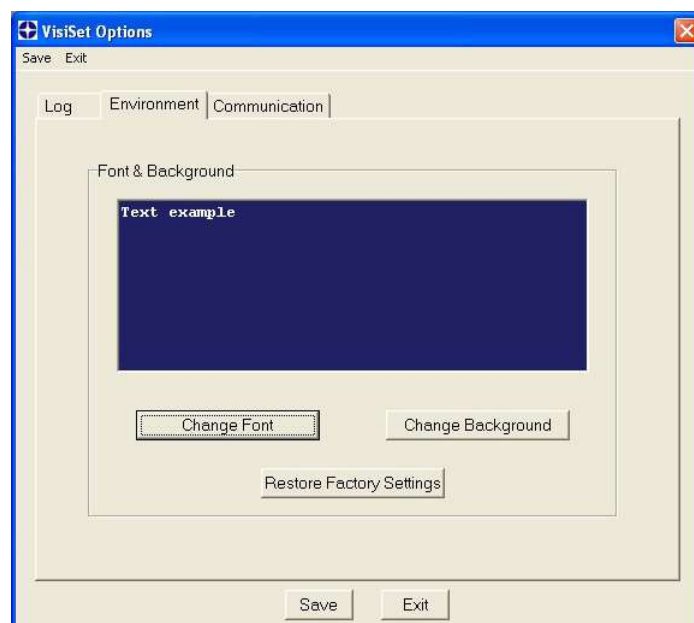 VisiSet Options
Save Exit
Log Environment Communication
Font & Background
Text example
Change Font Change Background
Restore Factory Settings
Save Exit